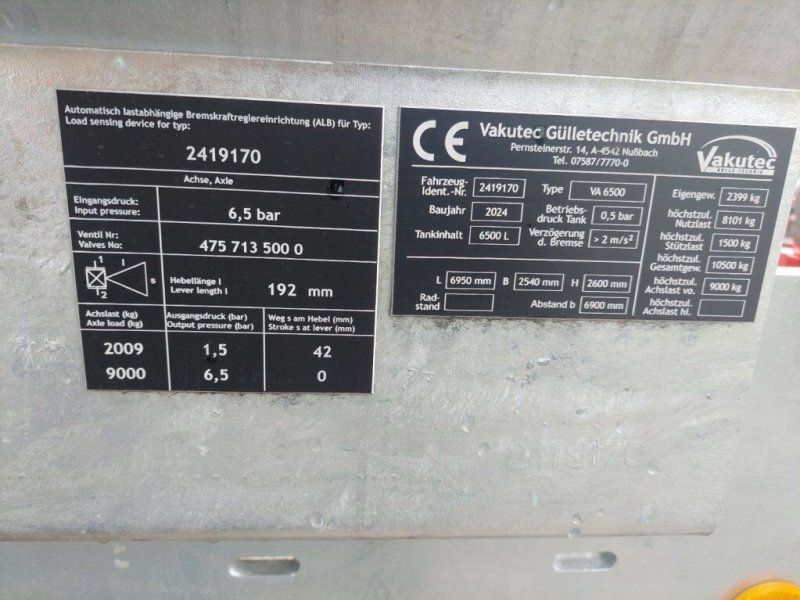 Automatisch lastabhängige Bremskraftregeleinrichtung (ALB) für Typ:
Load sensing device for typ:
2419170
Achse, Axle
Eingangsdruck:
Input pressure:
6,5 bar
Ventil Nr:
Valves No:
475 713 500 0
1 l s 2
Hebellänge l
Lever length l
192 mm
Achslast (kg)
Axle load (kg)
Ausgangsdruck (bar)
Output pressure (bar)
Weg s am Hebel (mm)
Stroke s at lever (mm)
2009 1,5 42
9000 6,5 0
CE
Vakutec Gülletechnik GmbH
Pernsteinerstr. 14, A-4542 Nußbach
Tel. 07587/7770-0
Vakutec
GÜLLE-TECHNIK
Fahrzeug-
Ident.-Nr.
2419170
Type VA 6500
Baujahr 2024
Betriebs-
druck Tank
0,5 bar
Tankinhalt 6500 L
Verzögerung
d. Bremse
> 2 m/s²
Eigengew. 2399 kg
höchstzul.
Nutzlast
8101 kg
höchstzul.
Stützlast
1500 kg
höchstzul.
Gesamtgew.
10500 kg
höchstzul.
Achslast vo.
9000 kg
höchstzul.
Achslast hi.
L 6950 mm B 2540 mm H 2600 mm
Rad-
stand
Abstand b 6900 mm